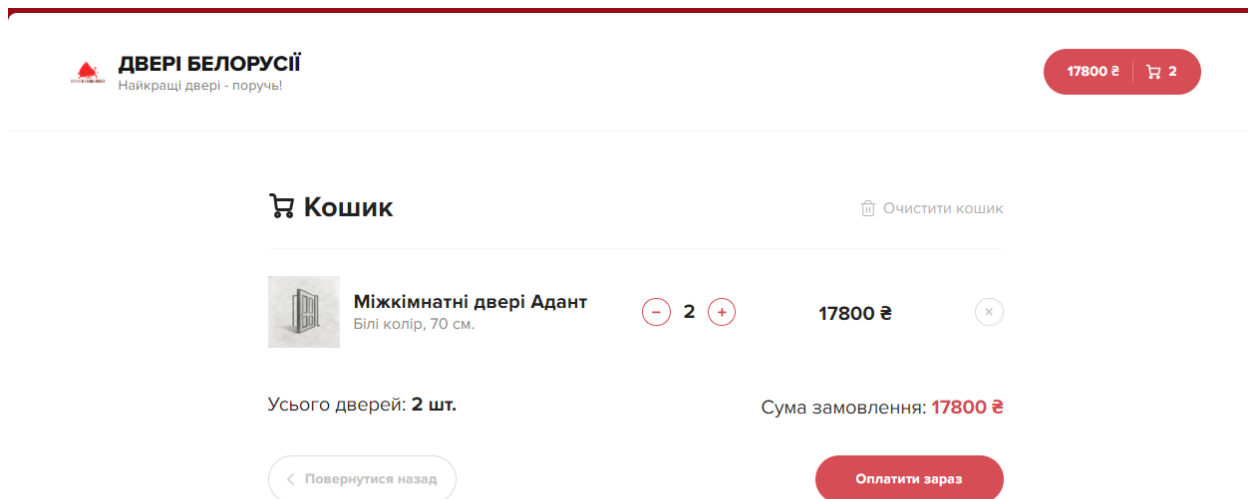 ДВЕРІ БЕЛОРУСІЇ
Найкращі двері - поруч!
17800 ₴ 2
Кошик
Очистити кошик
Міжкімнатні двері Адант
Білі колір, 70 см.
2
17800 ₴
Усього дверей: 2 шт.
Сума замовлення: 17800 ₴
Повернутися назад
Оплатити зараз